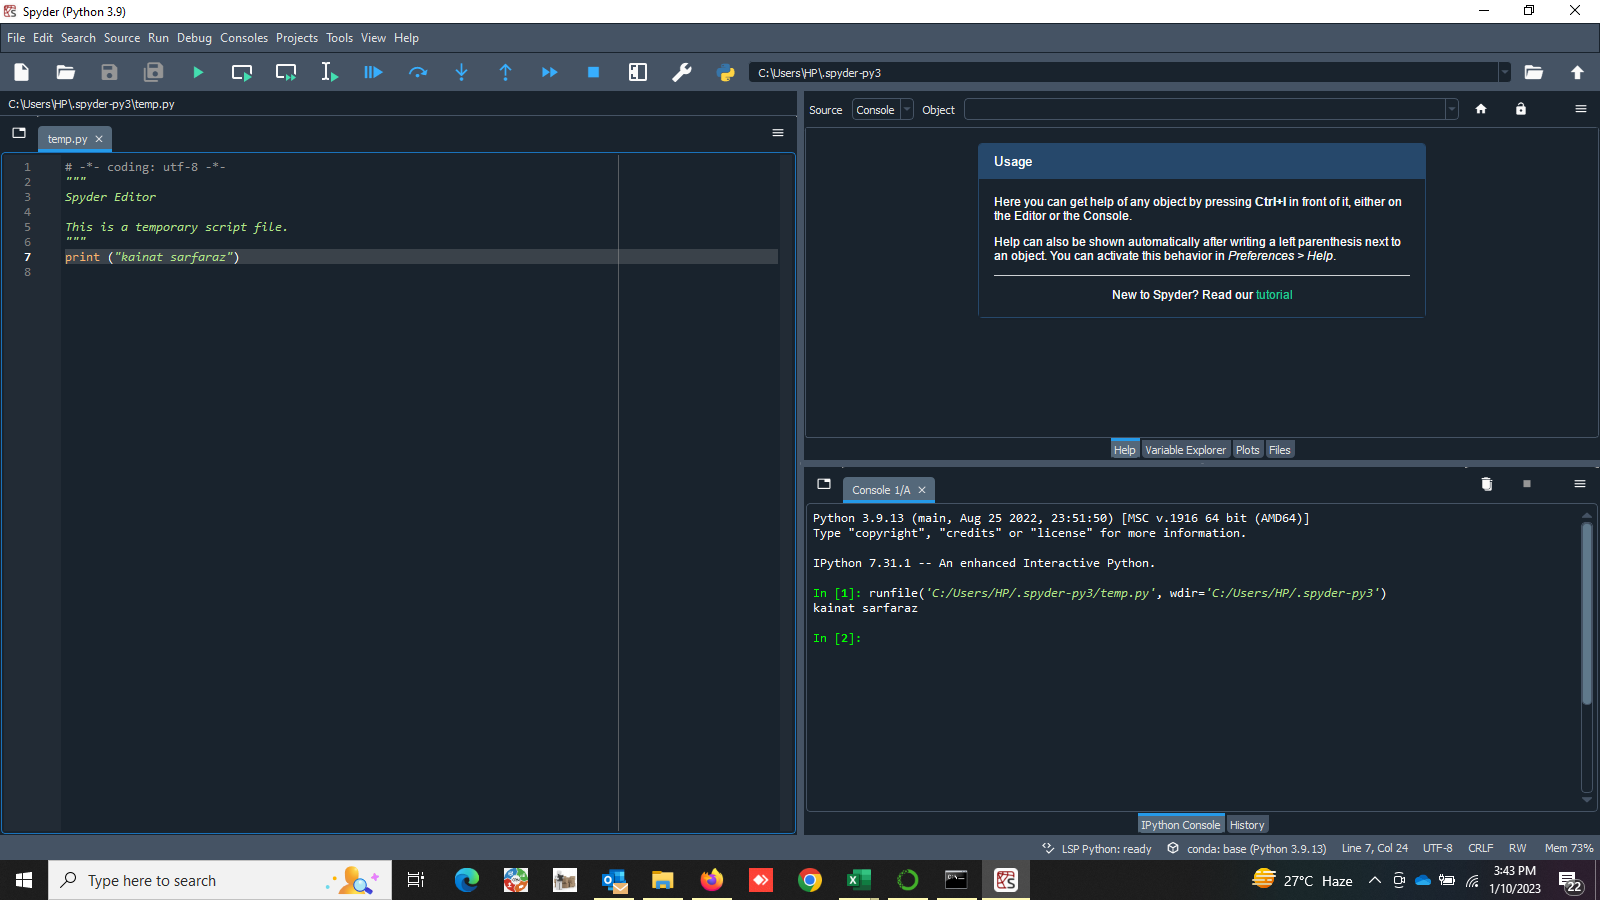 Spyder (Python 3.9)
File Edit Search Source Run Debug Consoles Projects Tools View Help
C:\Users\HP\.spyder-py3
C:\Users\HP\.spyder-py3\temp.py
temp.py
1 # -*- coding: utf-8 -*-
2 """
3 Spyder Editor
4
5 This is a temporary script file.
6 """
7 print ("kainat sarfaraz")
8
Source Console Object
Usage
Here you can get help of any object by pressing Ctrl+I in front of it, either on
the Editor or the Console.
Help can also be shown automatically after writing a left parenthesis next to
an object. You can activate this behavior in Preferences > Help.
New to Spyder? Read our tutorial
Help Variable Explorer Plots Files
Console 1/A
Python 3.9.13 (main, Aug 25 2022, 23:51:50) [MSC v.1916 64 bit (AMD64)]
Type "copyright", "credits" or "license" for more information.
IPython 7.31.1 -- An enhanced Interactive Python.
In [1]: runfile('C:/Users/HP/.spyder-py3/temp.py', wdir='C:/Users/HP/.spyder-py3')
kainat sarfaraz
In [2]:
IPython Console History
LSP Python: ready conda: base (Python 3.9.13) Line 7, Col 24 UTF-8 CRLF RW Mem 73%
Type here to search
27°C Haze
3:43 PM
1/10/2023
22